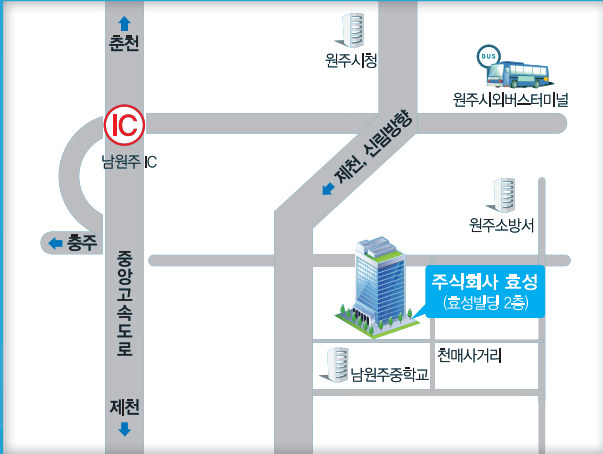 춘천
원주시청
BUS
원주시외버스터미널
IC
남원주 IC
제천, 신림방향
원주소방서
충주
중앙고속도로
주식회사 효성
(효성빌딩 2층)
천매사거리
남원주중학교
제천